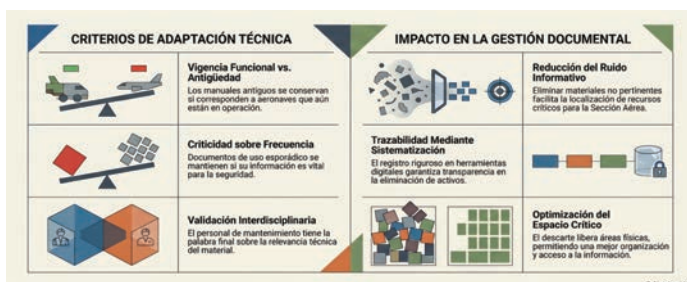 CRITERIOS DE ADAPTACIÓN TÉCNICA
Vigencia Funcional vs.
Antigüedad
Los manuales antiguos se conservan
si corresponden a aeronaves que aún
están en operación.
Criticidad sobre Frecuencia
Documentos de uso esporádico se
mantienen si su información es vital
para la seguridad.
Validación Interdisciplinaria
El personal de mantenimiento tiene la
palabra final sobre la relevancia técnica
del material.
IMPACTO EN LA GESTIÓN DOCUMENTAL
Reducción del Ruido
Informativo
Eliminar materiales no pertinentes
facilita la localización de recursos
críticos para la Sección Aérea.
Trazabilidad Mediante
Sistematización
El registro riguroso en herramientas
digitales garantiza transparencia en
la eliminación de activos.
Optimización del
Espacio Crítico
El descarte libera áreas físicas,
permitiendo una mejor organización
y acceso a la información.